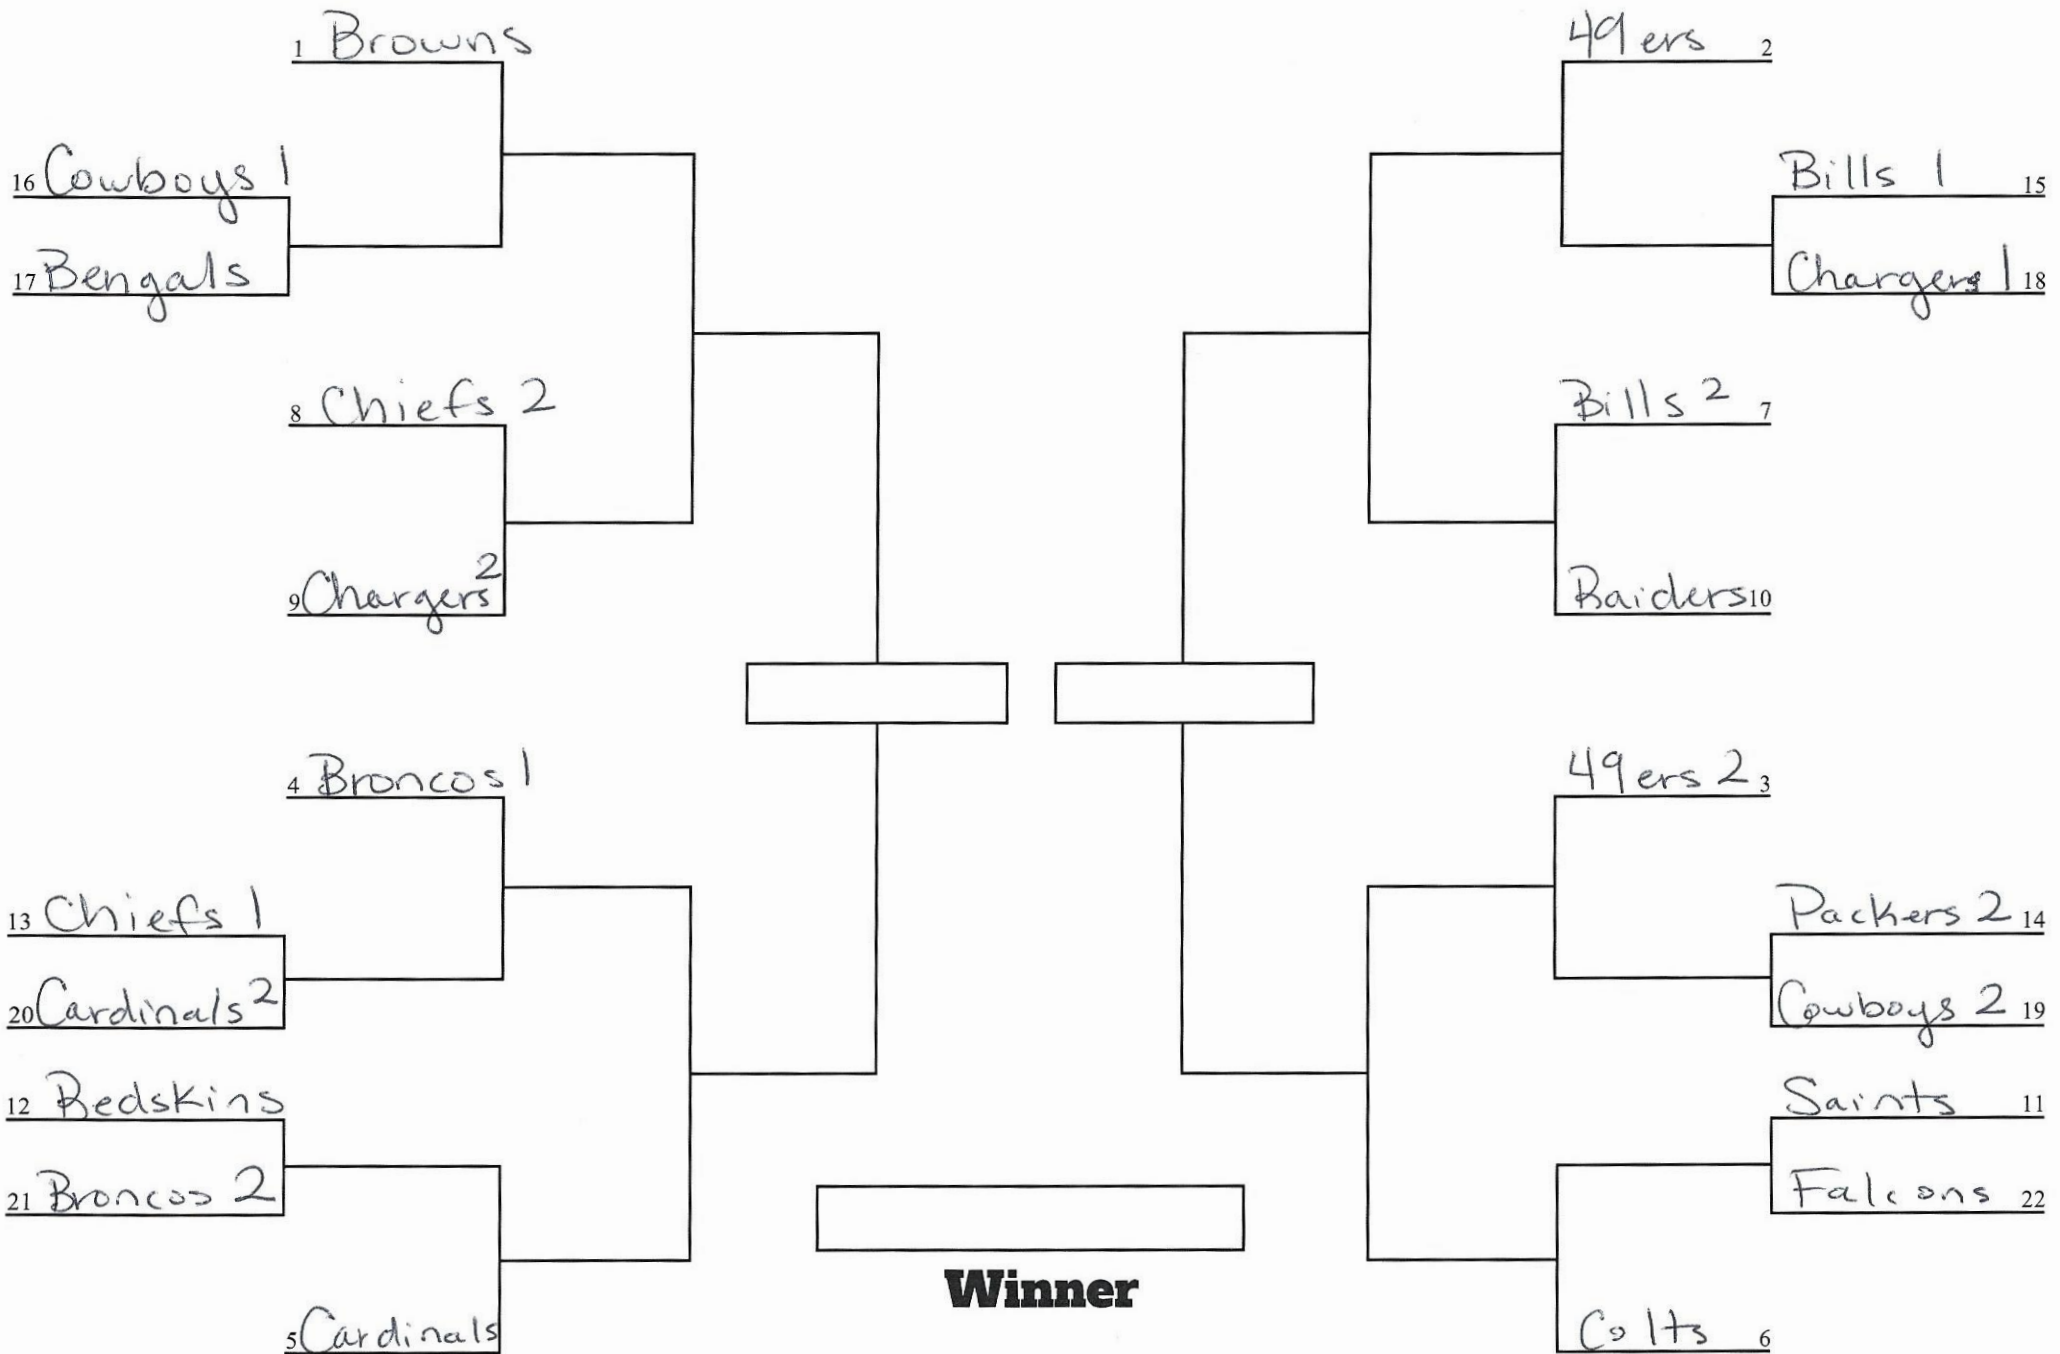 1 Browns
16 Cowboys 1
17 Bengals
8 Chiefs 2
9 Chargers 2
4 Broncos 1
13 Chiefs 1
20 Cardinals 2
12 Redskins
21 Broncos 2
5 Cardinals
49ers 2
Bills 1 15
Chargers 1 18
Bills 2 7
Raiders 10
49ers 2 3
Packers 2 14
Cowboys 2 19
Saints 11
Falcons 22
Colts 6
Winner